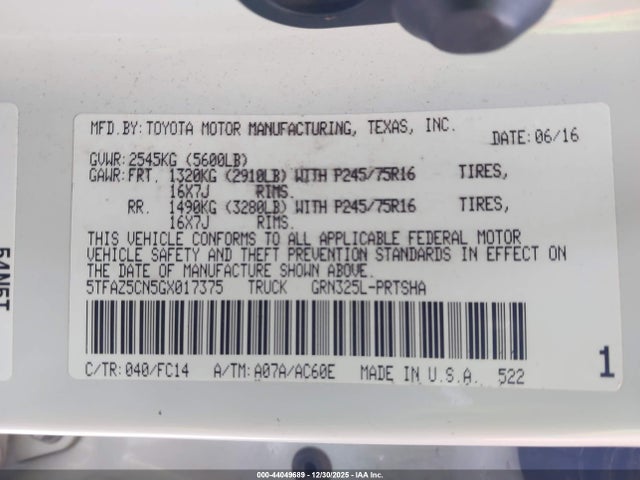 MFD.BY: TOYOTA MOTOR MANUFACTURING, TEXAS, INC. DATE: 06/16
GVWR: 2545KG (5600LB)
GAWR: FRT. 1320KG (2910LB) WITH P245/75R16 TIRES,
16X7J RIMS.
RR. 1490KG (3280LB) WITH P245/75R16 TIRES,
16X7J RIMS.
THIS VEHICLE CONFORMS TO ALL APPLICABLE FEDERAL MOTOR
VEHICLE SAFETY AND THEFT PREVENTION STANDARDS IN EFFECT ON
THE DATE OF MANUFACTURE SHOWN ABOVE.
5TFAZ5CN5GX017375 TRUCK GRN325L-PRTSHA
C/TR: 040/FC14 A/TM: A07A/AC60E MADE IN U.S.A. 522
1
000-44049689 - 12/30/2025 - IAA Inc.